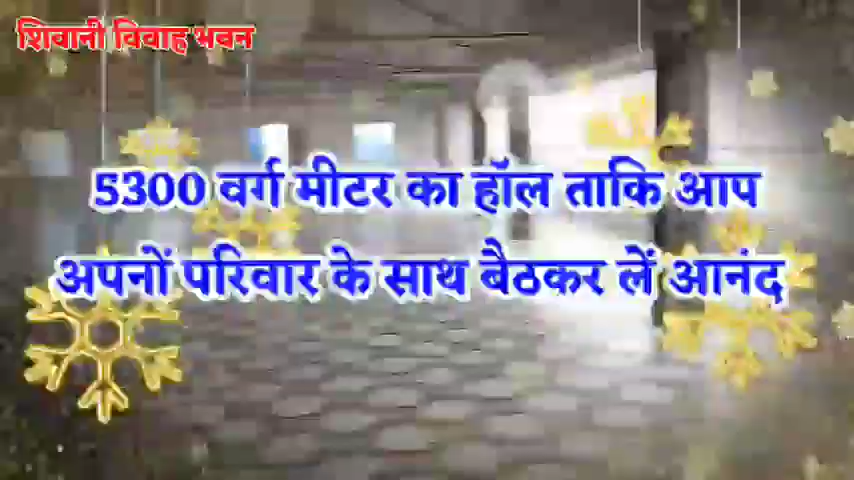 शिवानी विवाह भवन
5300 वर्ग मीटर का हॉल ताकि आप
अपनों परिवार के साथ बैठकर लें आनंद